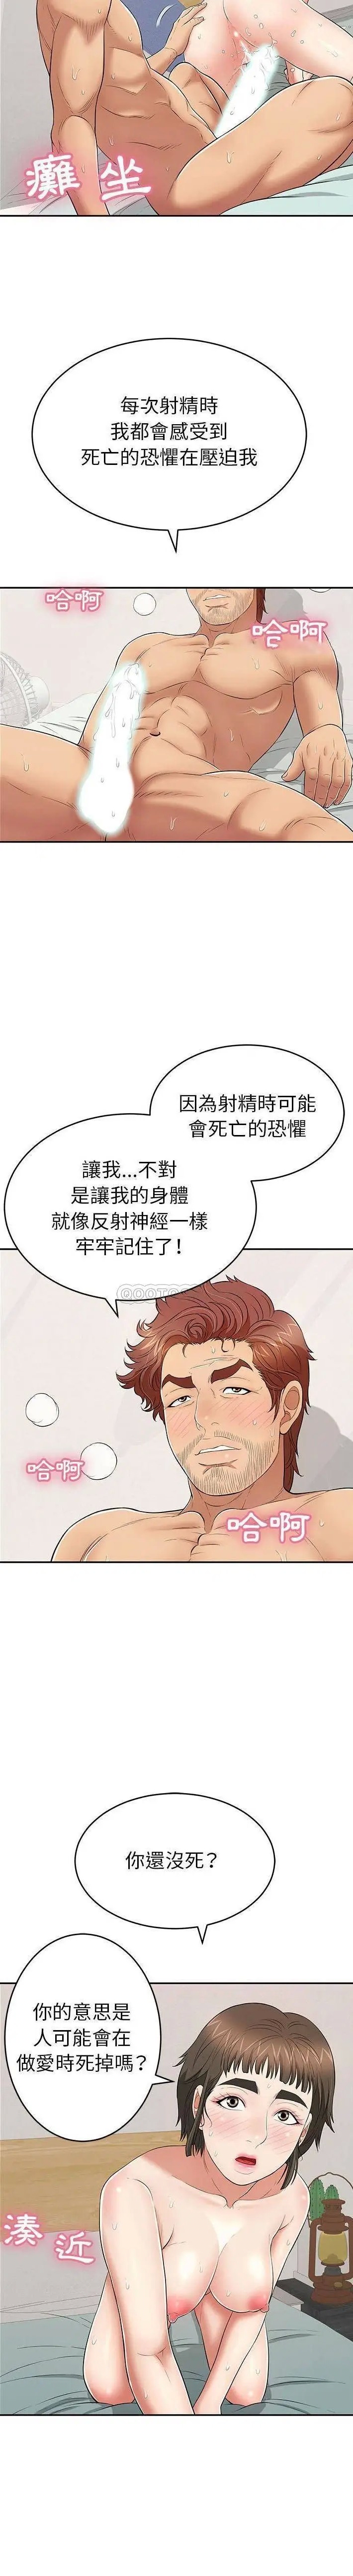 癱 坐
每次射精時
我都會感受到
死亡的恐懼在壓迫我
哈啊
哈啊
因為射精時可能
會死亡的恐懼
讓我...不對
是讓我的身體
就像反射神經一樣
牢牢記住了！
哈啊
哈啊
你還沒死？
你的意思是
人可能會在
做愛時死掉嗎？
湊 近